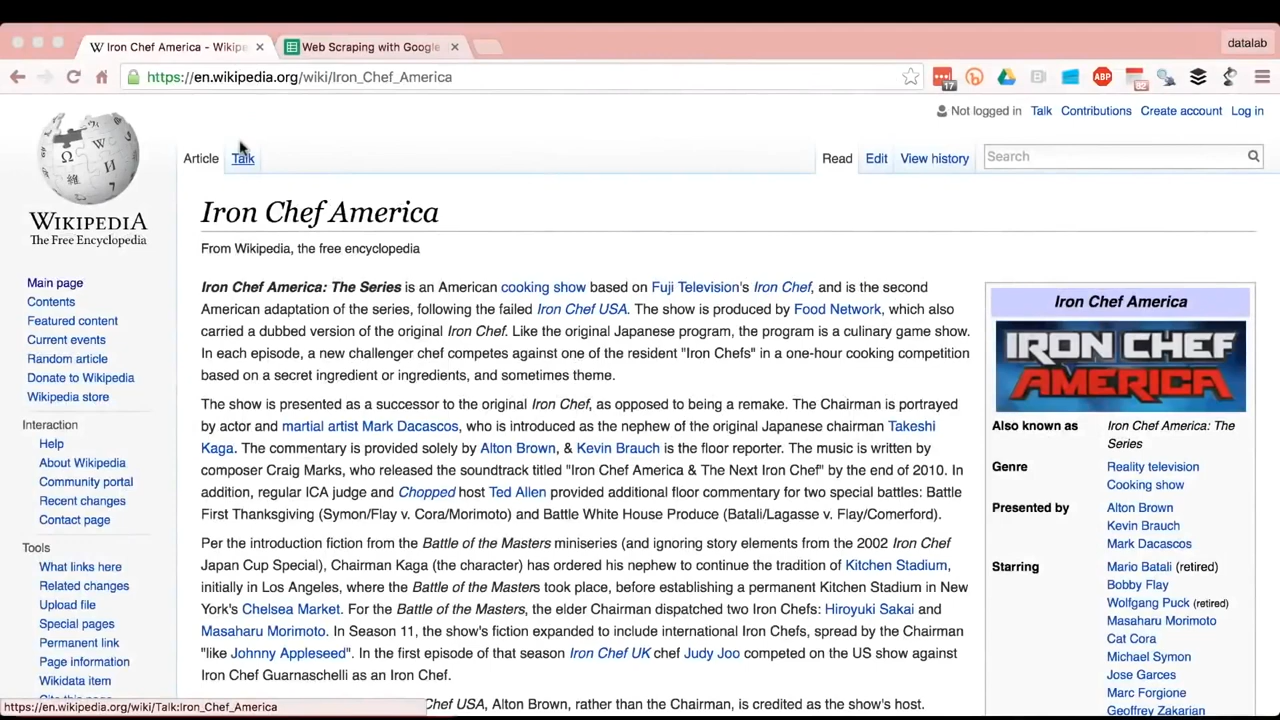 Iron Chef America - Wikipe
Web Scraping with Google
datalab
https://en.wikipedia.org/wiki/Iron_Chef_America
17
ABP
52
Not logged in Talk Contributions Create account Log in
Article Talk Read Edit View history Search
WIKIPEDIA
The Free Encyclopedia
Main page
Contents
Featured content
Current events
Random article
Donate to Wikipedia
Wikipedia store
Interaction
Help
About Wikipedia
Community portal
Recent changes
Contact page
Tools
What links here
Related changes
Upload file
Special pages
Permanent link
Page information
Wikidata item
Cite this page
https://en.wikipedia.org/wiki/Talk:Iron_Chef_America
Iron Chef America
From Wikipedia, the free encyclopedia
Iron Chef America: The Series is an American cooking show based on Fuji Television's Iron Chef, and is the second
American adaptation of the series, following the failed Iron Chef USA. The show is produced by Food Network, which also
carried a dubbed version of the original Iron Chef. Like the original Japanese program, the program is a culinary game show.
In each episode, a new challenger chef competes against one of the resident "Iron Chefs" in a one-hour cooking competition
based on a secret ingredient or ingredients, and sometimes theme.
The show is presented as a successor to the original Iron Chef, as opposed to being a remake. The Chairman is portrayed
by actor and martial artist Mark Dacascos, who is introduced as the nephew of the original Japanese chairman Takeshi
Kaga. The commentary is provided solely by Alton Brown, & Kevin Brauch is the floor reporter. The music is written by
composer Craig Marks, who released the soundtrack titled "Iron Chef America & The Next Iron Chef" by the end of 2010. In
addition, regular ICA judge and Chopped host Ted Allen provided additional floor commentary for two special battles: Battle
First Thanksgiving (Symon/Flay v. Cora/Morimoto) and Battle White House Produce (Batali/Lagasse v. Flay/Comerford).
Per the introduction fiction from the Battle of the Masters miniseries (and ignoring story elements from the 2002 Iron Chef
Japan Cup Special), Chairman Kaga (the character) has ordered his nephew to continue the tradition of Kitchen Stadium,
initially in Los Angeles, where the Battle of the Masters took place, before establishing a permanent Kitchen Stadium in New
York's Chelsea Market. For the Battle of the Masters, the elder Chairman dispatched two Iron Chefs: Hiroyuki Sakai and
Masaharu Morimoto. In Season 11, the show's fiction expanded to include international Iron Chefs, spread by the Chairman
"like Johnny Appleseed". In the first episode of that season Iron Chef UK chef Judy Joo competed on the US show against
Iron Chef Guarnaschelli as an Iron Chef.
Chef USA, Alton Brown, rather than the Chairman, is credited as the show's host.
Iron Chef America
IRON CHEF
AMERICA
Also known as Iron Chef America: The
Series
Genre Reality television
Cooking show
Presented by Alton Brown
Kevin Brauch
Mark Dacascos
Starring Mario Batali (retired)
Bobby Flay
Wolfgang Puck (retired)
Masaharu Morimoto
Cat Cora
Michael Symon
Jose Garces
Marc Forgione
Geoffrey Zakarian